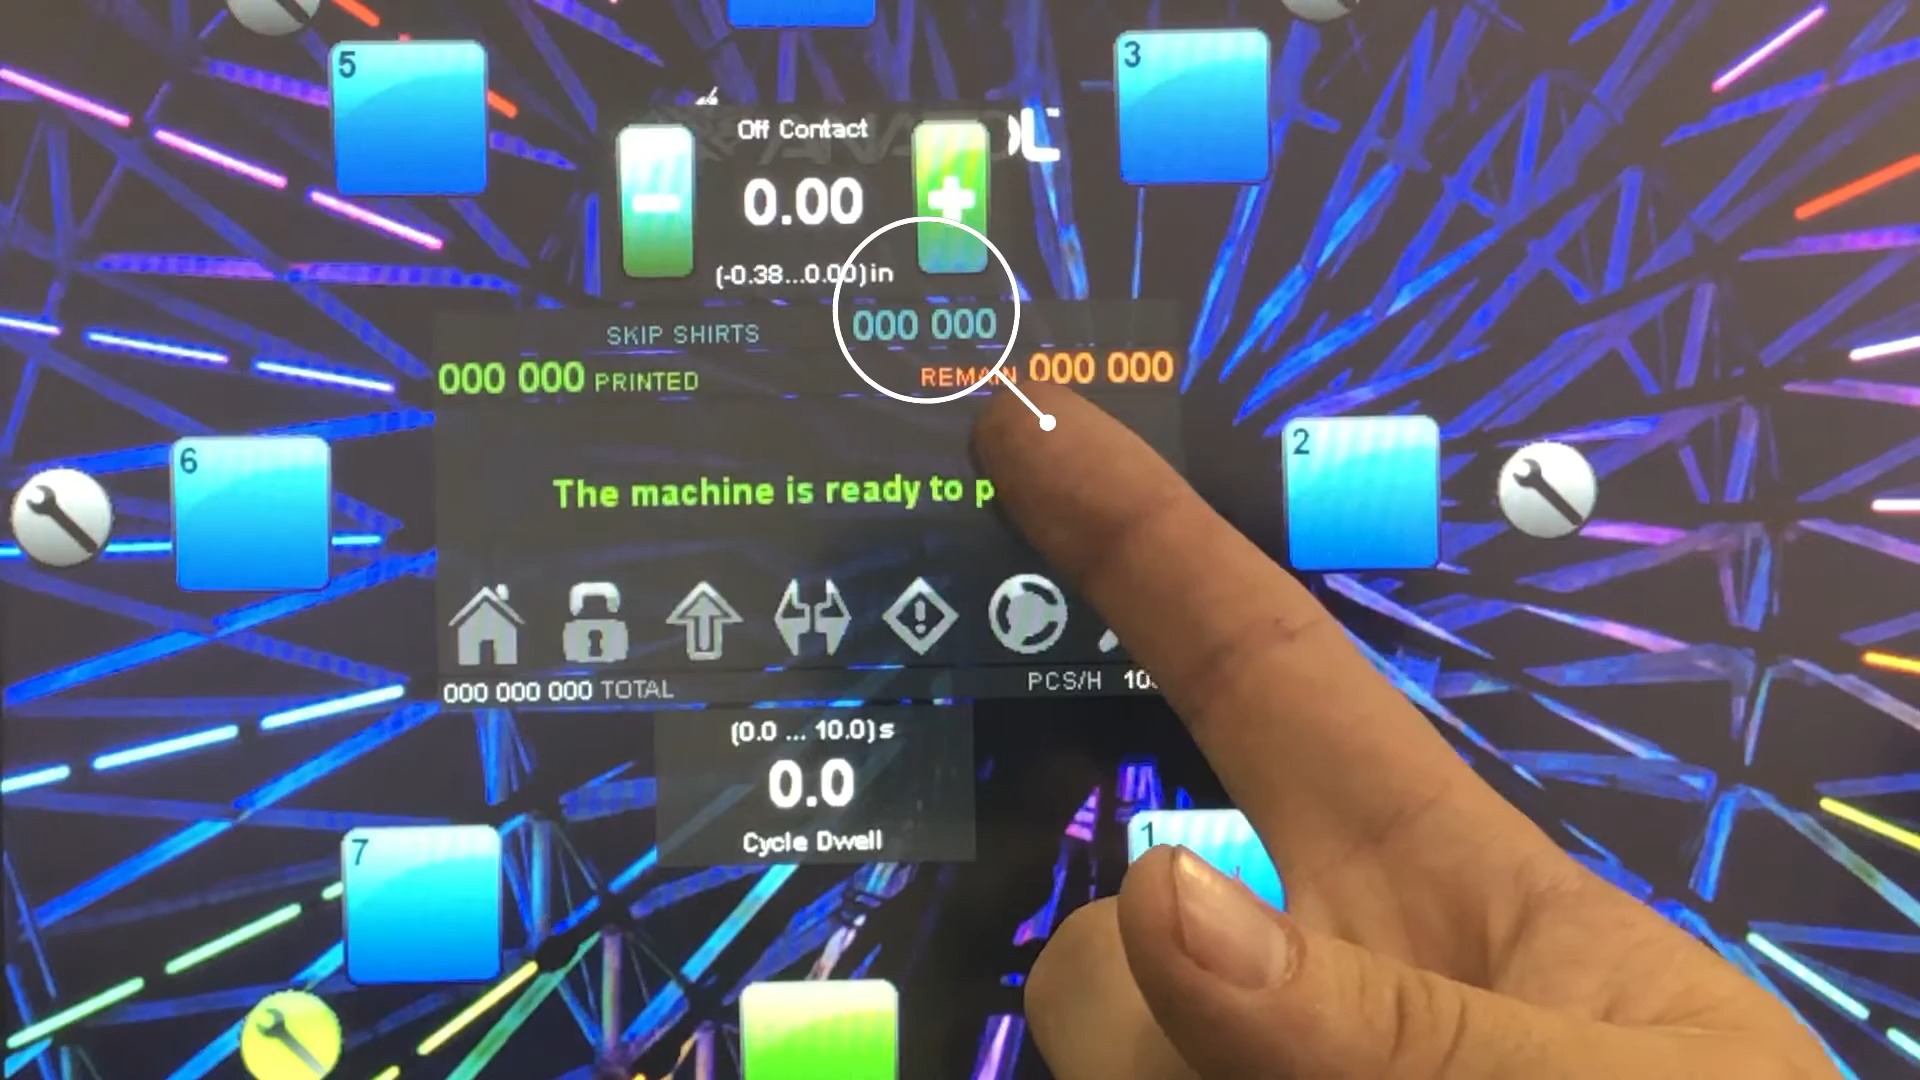 5
3
Off Contact
0.00
(-0.38...0.00)in
SKIP SHIRTS 000 000
000 000 PRINTED
REMAIN 000 000
6
2
The machine is ready to p
000 000 000 TOTAL
PCS/H
(0.0 ... 10.0)s
0.0
Cycle Dwell
7
1